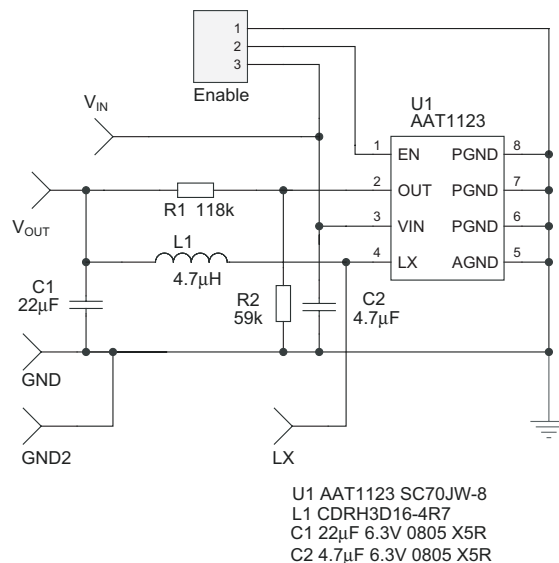 1
2
3
Enable
V_IN
U1
AAT1123
1 EN PGND 8
2 OUT PGND 7
3 VIN PGND 6
4 LX AGND 5
R1 118k
V_OUT
L1
4.7μH
C1
22μF
R2
59k
C2
4.7μF
GND
GND2
LX
U1 AAT1123 SC70JW-8
L1 CDRH3D16-4R7
C1 22μF 6.3V 0805 X5R
C2 4.7μF 6.3V 0805 X5R